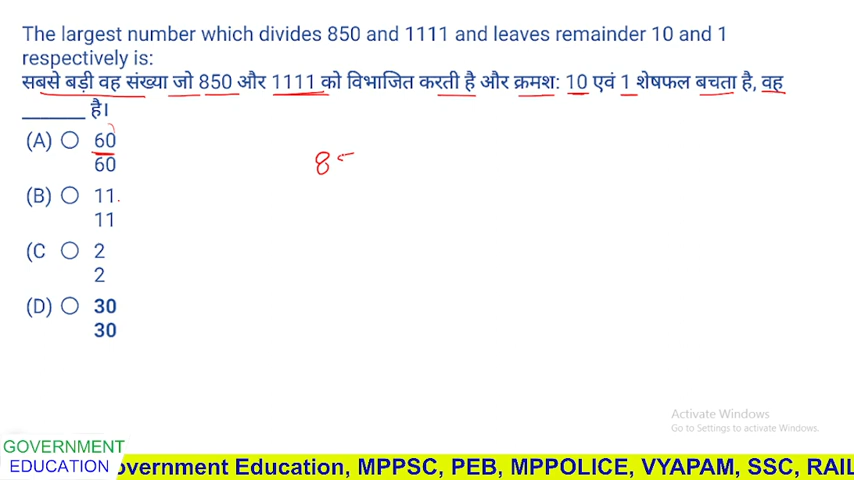 The largest number which divides 850 and 1111 and leaves remainder 10 and 1
respectively is:
सबसे बड़ी वह संख्या जो 850 और 1111 को विभाजित करती है और क्रमश: 10 एवं 1 शेषफल बचता है, वह
______ है।
(A) 60
60
(B) 11.
11
(C 2
2
(D) 30
30
85
Activate Windows
Go to Settings to activate Windows.
GOVERNMENT
EDUCATION
overnment Education, MPPSC, PEB, MPPOLICE, VYAPAM, SSC, RAIL